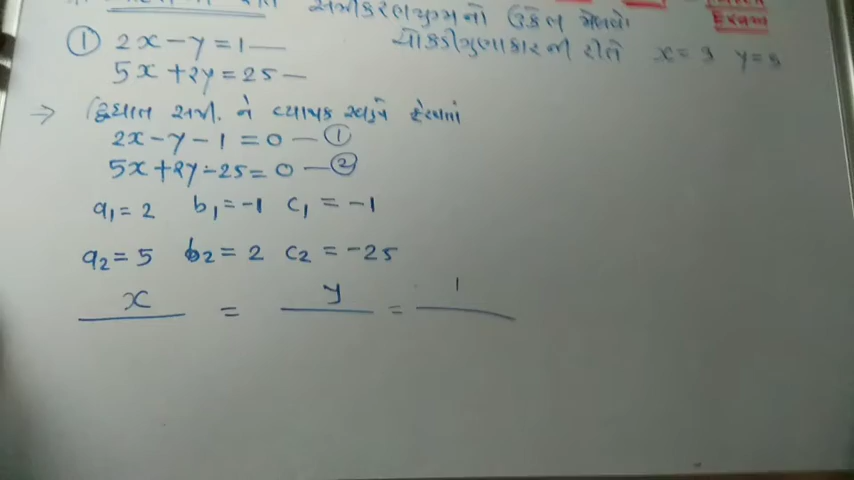 સમીકરણયુગ્મનો ઉકેલ મેળવો
Exam
① 2x - y = 1 —
ચોકડીગુણાકારની રીતે x = 3 y = 5
5x + 2y = 25 —
→ દ્વિઘાત સમી. ને વ્યાપક સ્વરૂપે ફેરવતાં
2x - y - 1 = 0 — ①
5x + 2y - 25 = 0 — ②
a₁ = 2 b₁ = -1 c₁ = -1
a₂ = 5 b₂ = 2 c₂ = -25
x = y = 1